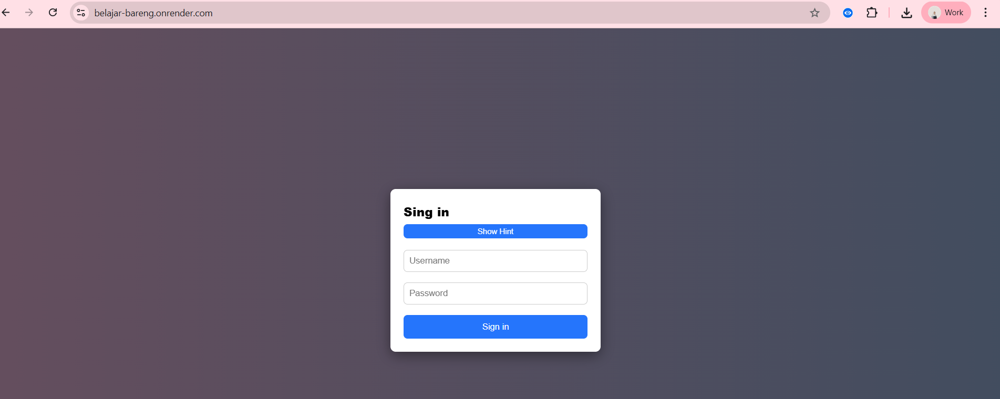 belajar-bareng.onrender.com
Work
Sing in
Show Hint
Username
Password
Sign in